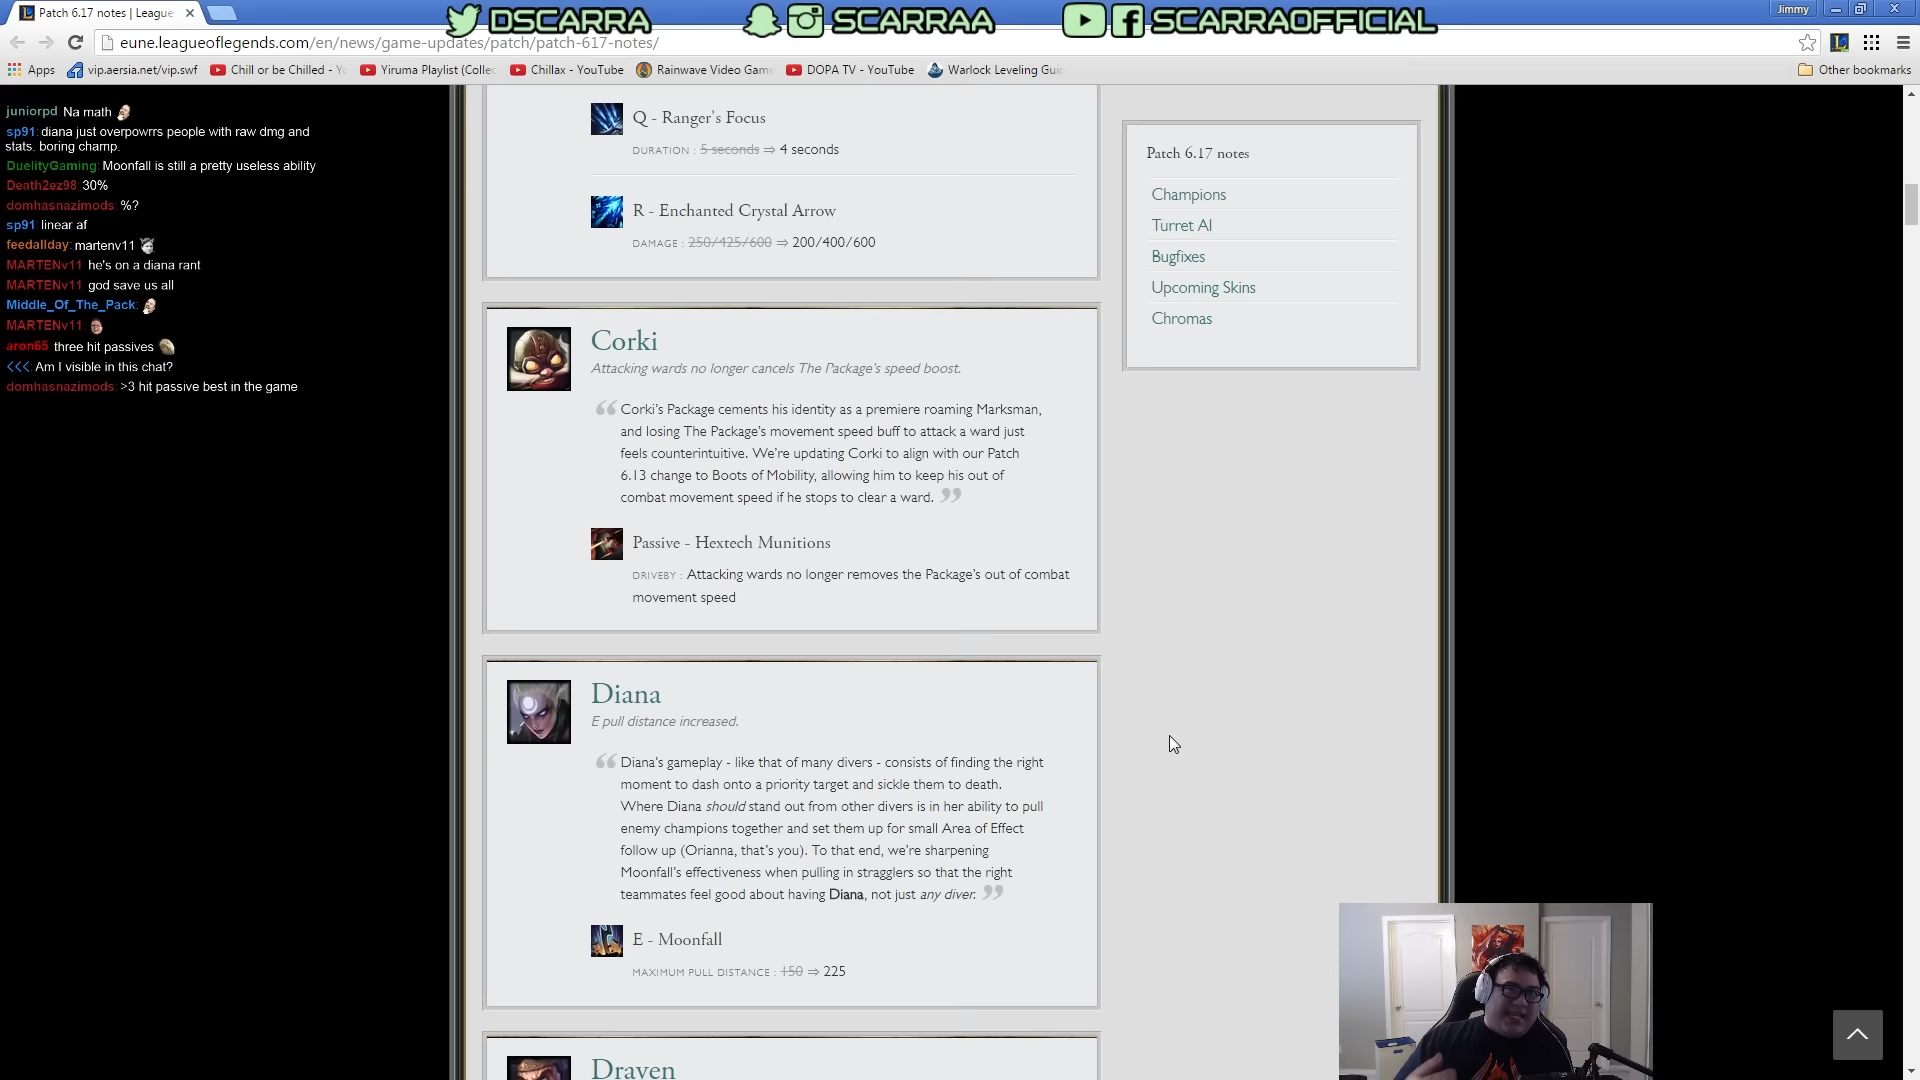 Patch 6.17 notes | League
DSCARRA
SCARRAA
SCARRAOFFICIAL
Jimmy
eune.leagueoflegends.com/en/news/game-updates/patch/patch-617-notes/
Apps
vip.aersia.net/vip.swf
Chill or be Chilled - Yo
Yiruma Playlist (Collec
Chillax - YouTube
Rainwave Video Game
DOPA TV - YouTube
Warlock Leveling Guid
Other bookmarks
juniorpd Na math
sp91: diana just overpowrrs people with raw dmg and
stats. boring champ.
DuelityGaming: Moonfall is still a pretty useless ability
Death2ez98: 30%
domhasnazimods: %?
sp91: linear af
feedallday: martenv11
MARTENv11 he's on a diana rant
MARTENv11 god save us all
Middle_Of_The_Pack:
MARTENv11
aron65 three hit passives
<<<: Am I visible in this chat?
domhasnazimods: >3 hit passive best in the game
Q - Ranger's Focus
DURATION : 5 seconds ⇒ 4 seconds
R - Enchanted Crystal Arrow
DAMAGE : 250/425/600 ⇒ 200/400/600
Corki
Attacking wards no longer cancels The Package's speed boost.
“ Corki's Package cements his identity as a premiere roaming Marksman,
and losing The Package's movement speed buff to attack a ward just
feels counterintuitive. We're updating Corki to align with our Patch
6.13 change to Boots of Mobility, allowing him to keep his out of
combat movement speed if he stops to clear a ward. ”
Passive - Hextech Munitions
DRIVEBY : Attacking wards no longer removes the Package's out of combat
movement speed
Diana
E pull distance increased.
“ Diana's gameplay - like that of many divers - consists of finding the right
moment to dash onto a priority target and sickle them to death.
Where Diana should stand out from other divers is in her ability to pull
enemy champions together and set them up for small Area of Effect
follow up (Orianna, that's you). To that end, we're sharpening
Moonfall's effectiveness when pulling in stragglers so that the right
teammates feel good about having Diana, not just any diver. ”
E - Moonfall
MAXIMUM PULL DISTANCE : 150 ⇒ 225
Draven
Patch 6.17 notes
Champions
Turret AI
Bugfixes
Upcoming Skins
Chromas